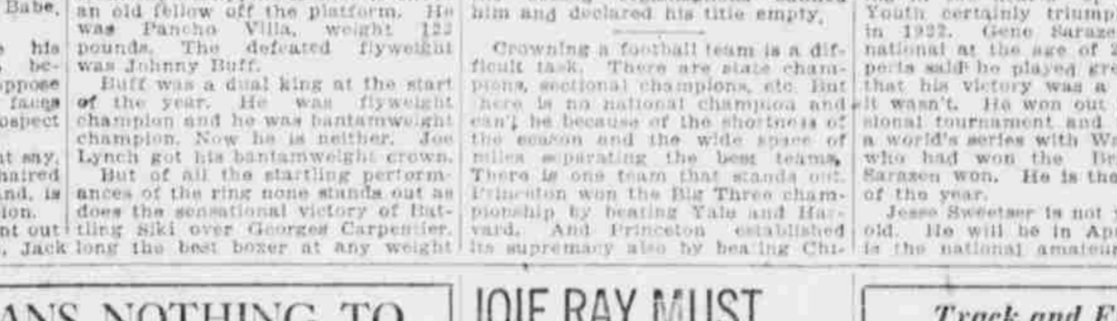 Babe,
his
be-
ppose
faces
ospect
nt say,
haired
nd, is
ion.
nt out
, Jack
an old fellow off the platform. He
was Pancho Villa, weight 122
pounds. The defeated flyweight
was Johnny Buff.
Buff was a dual king at the start
of the year. He was flyweight
champion and he was bantamweight
champion. Now he is neither. Joe
Lynch got his bantamweight crown.
But of all the startling perform-
ances of the ring none stands out as
does the sensational victory of Bat-
tling Siki over Georges Carpentier,
long the best boxer at any weight
him and declared his title empty.
Crowning a football team is a dif-
ficult task. There are state cham-
pions, sectional champions, etc. But
there is no national champion and
can't be because of the shortness of
the season and the wide space of
miles separating the best teams.
There is one team that stands out.
Princeton won the Big Three cham-
pionship by beating Yale and Har-
vard. And Princeton established
its supremacy also by beating Chi-
Youth certainly triump
in 1922. Gene Saraze
national at the age of
perts said he played gre
that his victory was a
it wasn't. He won out
sional tournament and
a world's series with W
who had won the
Sarazen won. He is the
of the year.
Jesse Sweetser is not
old. He will be in Ap
is the national amateu
ANS NOTHING TO
JOIE RAY MUST
Track and F